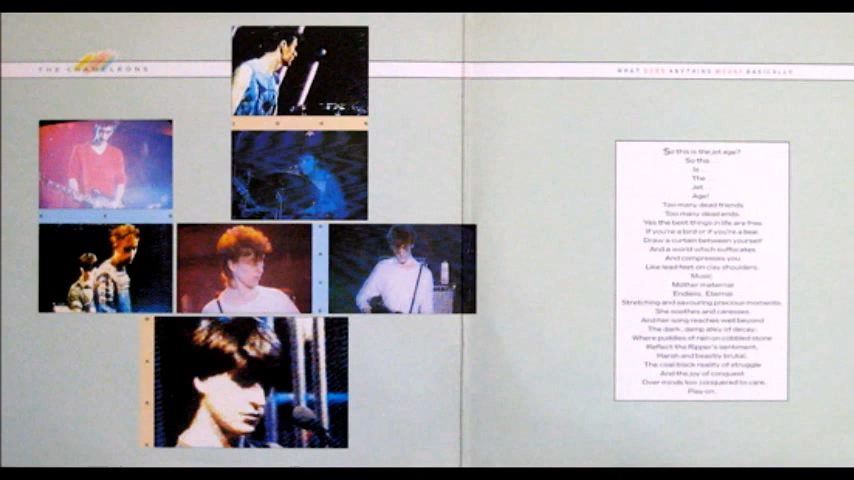 THE CHAMELEONS
WHAT DOES ANYTHING MEAN? BASICALLY
So this is the jet age?
So this ...
Is ...
The ...
Jet
Age!
Too many dead friends
Too many dead ends.
Yes the best things in life are free.
If you're a bird or if you're a bee.
Draw a curtain between yourself
And a world which suffocates
And compresses you
Like lead feet on clay shoulders.
Music.
Mother maternal
Endless. Eternal.
Stretching and savouring precious moments.
She soothes and caresses
And her song reaches well beyond
The dark, damp alley of decay;
Where puddles of rain on cobbled stone
Reflect the Ripper's sentiment,
Harsh and beastly brutal.
The coal black reality of struggle
And the joy of conquest
Over minds too conquered to care.
Play on.